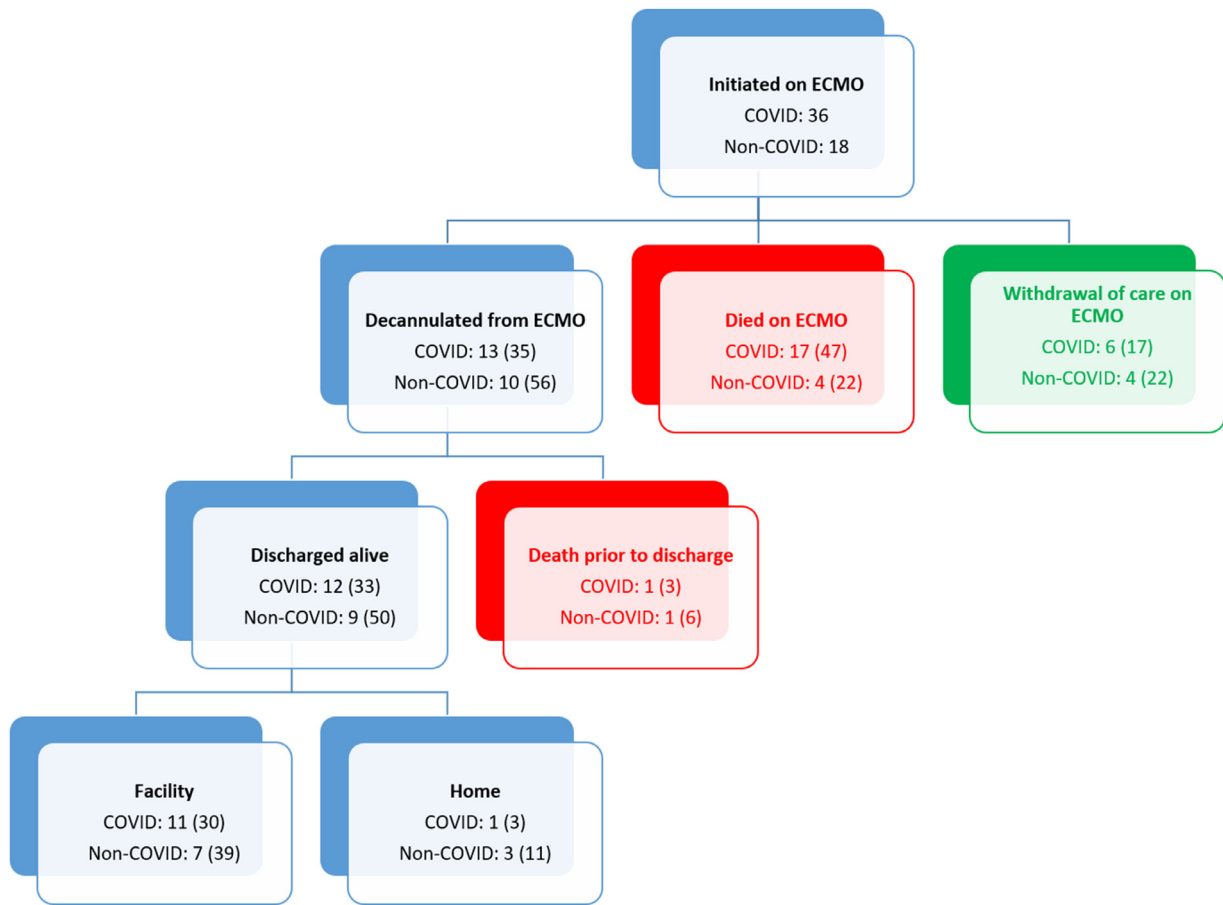 Initiated on ECMO
COVID: 36
Non-COVID: 18
Decannulated from ECMO
COVID: 13 (35)
Non-COVID: 10 (56)
Died on ECMO
COVID: 17 (47)
Non-COVID: 4 (22)
Withdrawal of care on
ECMO
COVID: 6 (17)
Non-COVID: 4 (22)
Discharged alive
COVID: 12 (33)
Non-COVID: 9 (50)
Death prior to discharge
COVID: 1 (3)
Non-COVID: 1 (6)
Facility
COVID: 11 (30)
Non-COVID: 7 (39)
Home
COVID: 1 (3)
Non-COVID: 3 (11)